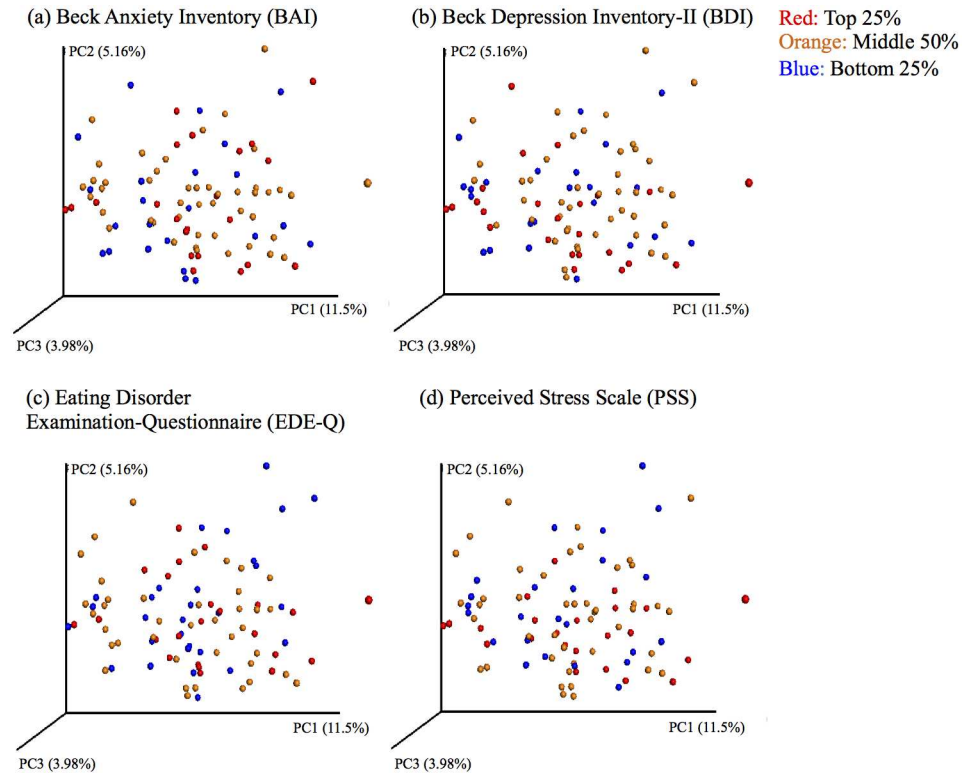 (a) Beck Anxiety Inventory (BAI)
(b) Beck Depression Inventory-II (BDI)
Red: Top 25%
Orange: Middle 50%
Blue: Bottom 25%
PC2 (5.16%)
PC1 (11.5%)
PC3 (3.98%)
PC2 (5.16%)
PC1 (11.5%)
PC3 (3.98%)
(c) Eating Disorder
Examination-Questionnaire (EDE-Q)
(d) Perceived Stress Scale (PSS)
PC2 (5.16%)
PC1 (11.5%)
PC3 (3.98%)
PC2 (5.16%)
PC1 (11.5%)
PC3 (3.98%)